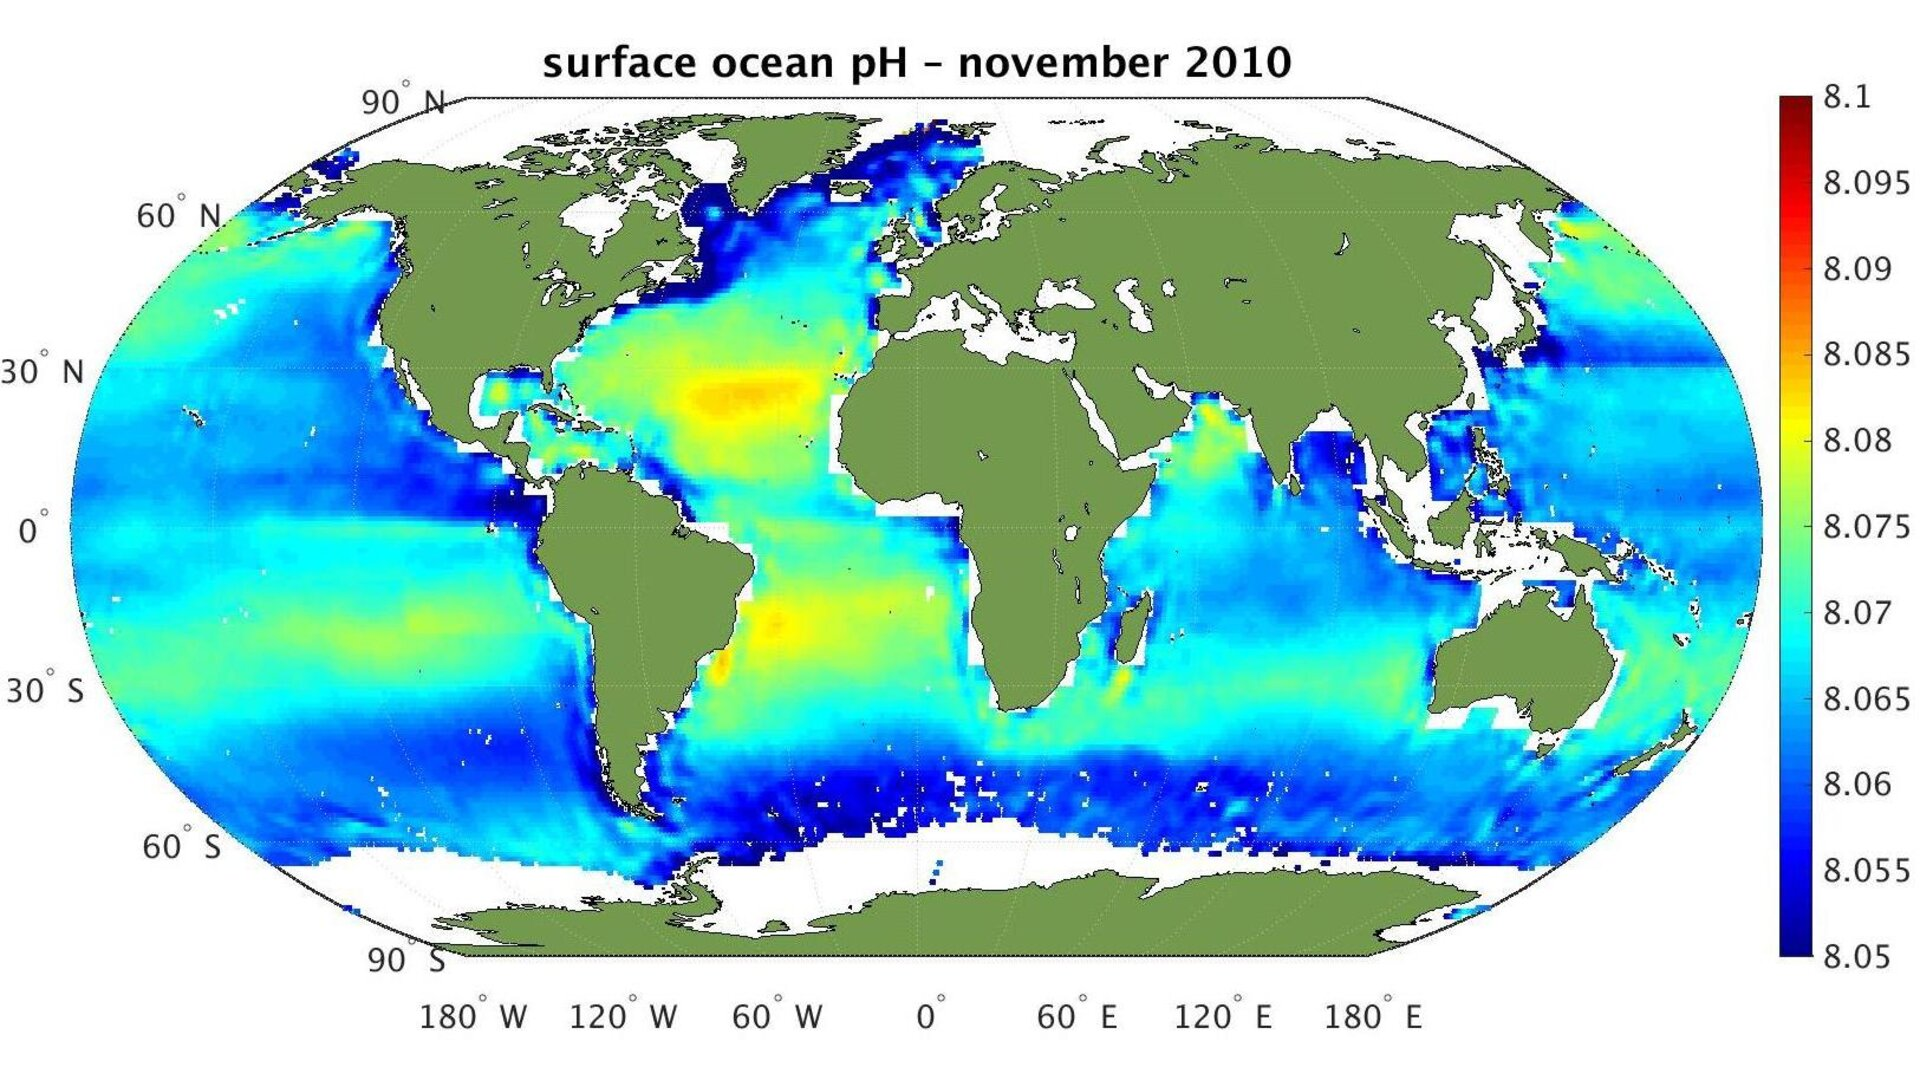 surface ocean pH – november 2010
90° N
60° N
30° N
0°
30° S
60° S
90° S
180° W 120° W 60° W 0° 60° E 120° E 180° E
8.1
8.095
8.09
8.085
8.08
8.075
8.07
8.065
8.06
8.055
8.05